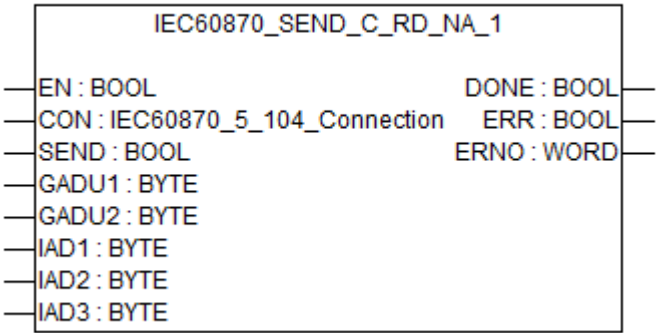 IEC60870_SEND_C_RD_NA_1
EN : BOOL DONE : BOOL
CON : IEC60870_5_104_Connection ERR : BOOL
SEND : BOOL ERNO : WORD
GADU1 : BYTE
GADU2 : BYTE
IAD1 : BYTE
IAD2 : BYTE
IAD3 : BYTE